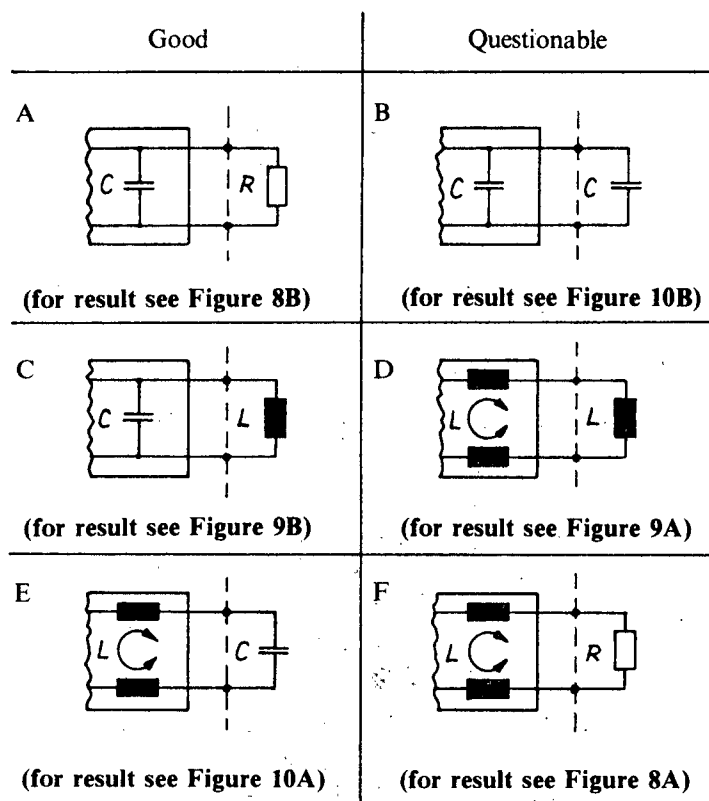 Good
Questionable
A
C
R
(for result see Figure 8B)
B
C
C
(for result see Figure 10B)
C
C
L
(for result see Figure 9B)
D
L
L
(for result see Figure 9A)
E
L
C
(for result see Figure 10A)
F
L
R
(for result see Figure 8A)